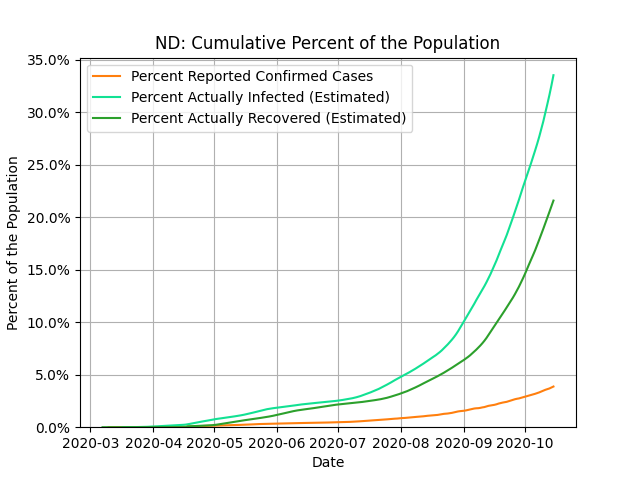 ND: Cumulative Percent of the Population
Percent Reported Confirmed Cases
Percent Actually Infected (Estimated)
Percent Actually Recovered (Estimated)
Percent of the Population
35.0%
30.0%
25.0%
20.0%
15.0%
10.0%
5.0%
0.0%
2020-03 2020-04 2020-05 2020-06 2020-07 2020-08 2020-09 2020-10
Date